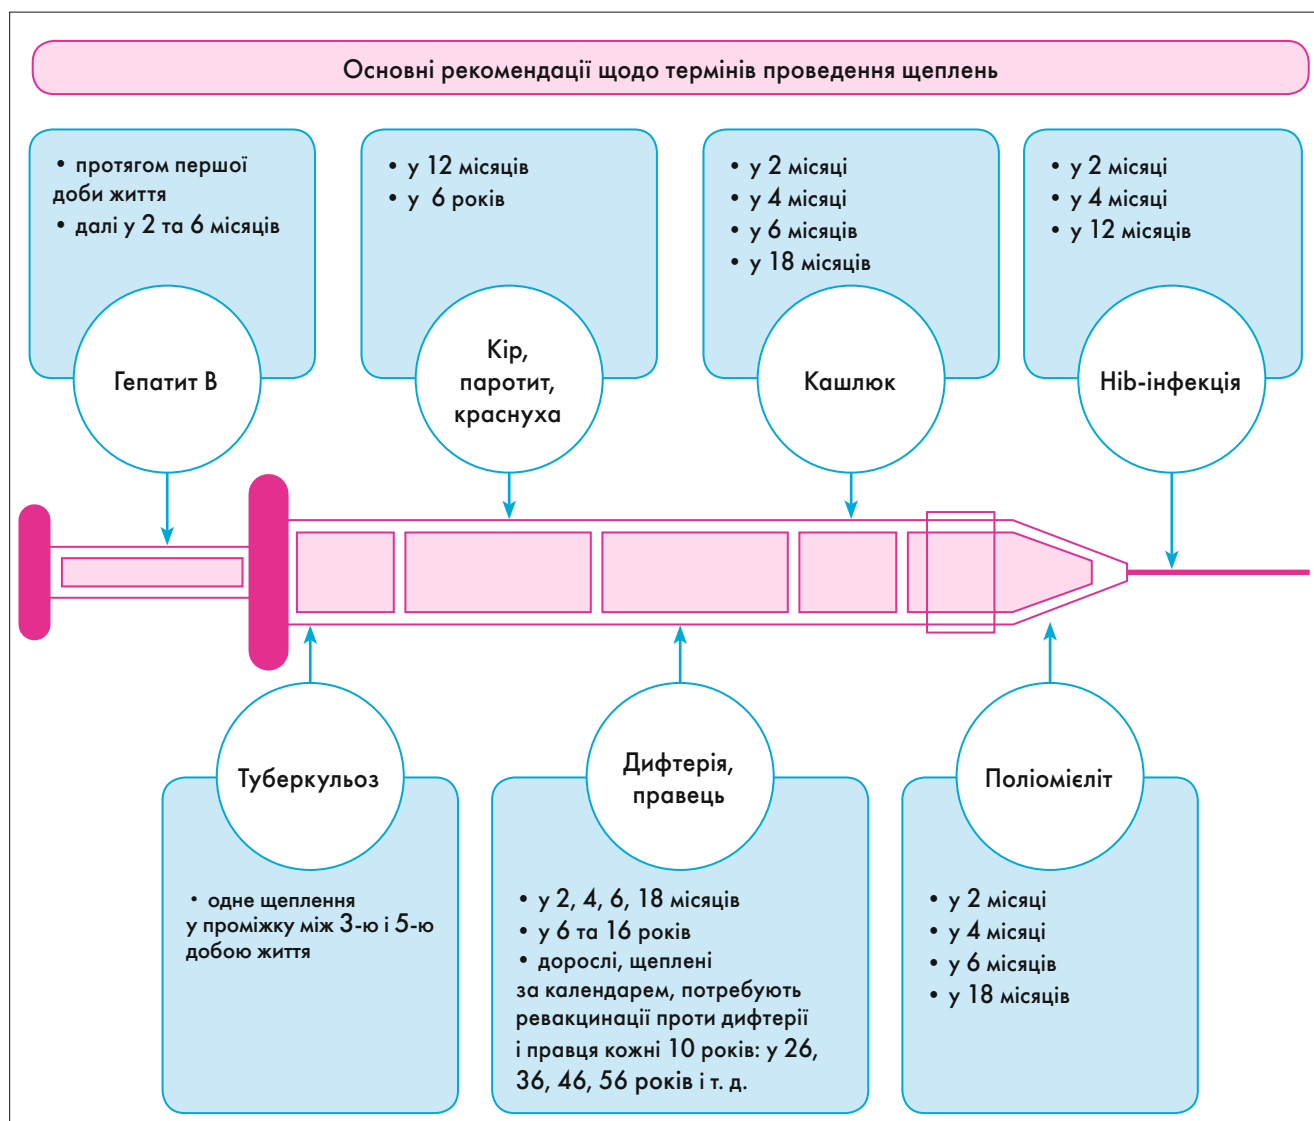 Основні рекомендації щодо термінів проведення щеплень
• протягом першої
доби життя
• далі у 2 та 6 місяців
Гепатит В
• у 12 місяців
• у 6 років
Кір,
паротит,
краснуха
• у 2 місяці
• у 4 місяці
• у 6 місяців
• у 18 місяців
Кашлюк
• у 2 місяці
• у 4 місяці
• у 12 місяців
Hib-інфекція
Туберкульоз
• одне щеплення
у проміжку між 3-ю і 5-ю
добою життя
Дифтерія,
правець
• у 2, 4, 6, 18 місяців
• у 6 та 16 років
• дорослі, щеплені
за календарем, потребують
ревакцинації проти дифтерії
і правця кожні 10 років: у 26,
36, 46, 56 років і т. д.
Поліомієліт
• у 2 місяці
• у 4 місяці
• у 6 місяців
• у 18 місяців